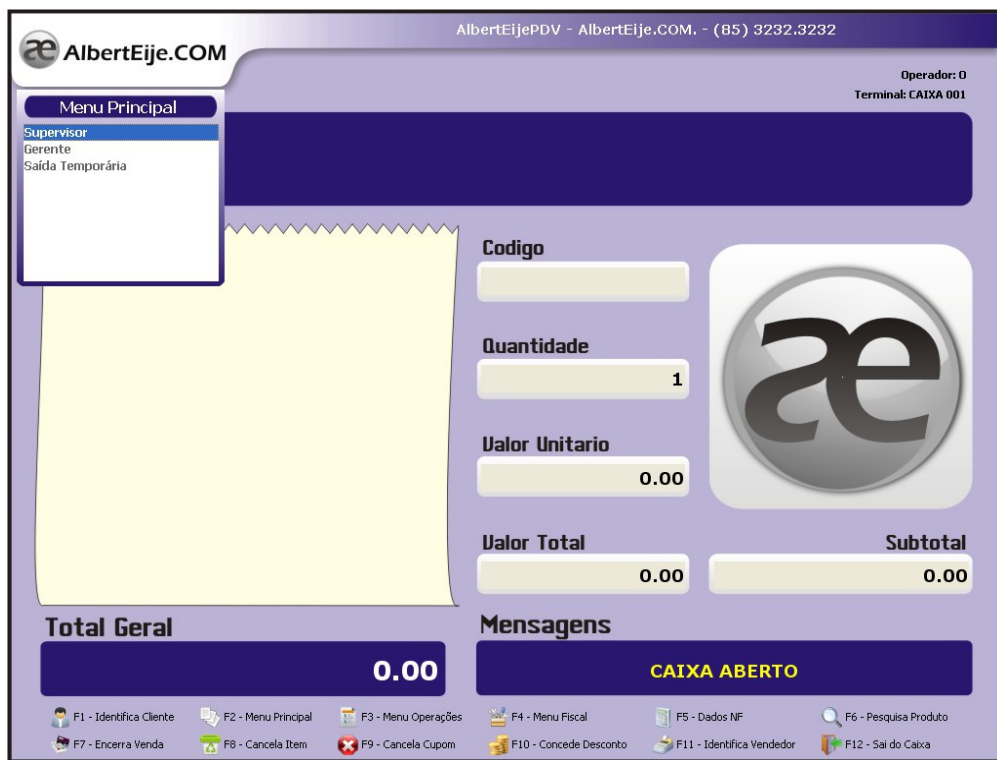 AlbertEijePDV - AlbertEije.COM. - (85) 3232.3232
æ AlbertEije.COM
Operador: O
Terminal: CAIXA 001
Menu Principal
Supervisor
Gerente
Saída Temporária
Codigo
Quantidade
1
Valor Unitario
0.00
Valor Total
0.00
Subtotal
0.00
æ
Total Geral
0.00
Mensagens
CAIXA ABERTO
F1 - Identifica Cliente F2 - Menu Principal F3 - Menu Operações F4 - Menu Fiscal F5 - Dados NF F6 - Pesquisa Produto
F7 - Encerra Venda F8 - Cancela Item F9 - Cancela Cupom F10 - Concede Desconto F11 - Identifica Vendedor F12 - Sai do Caixa